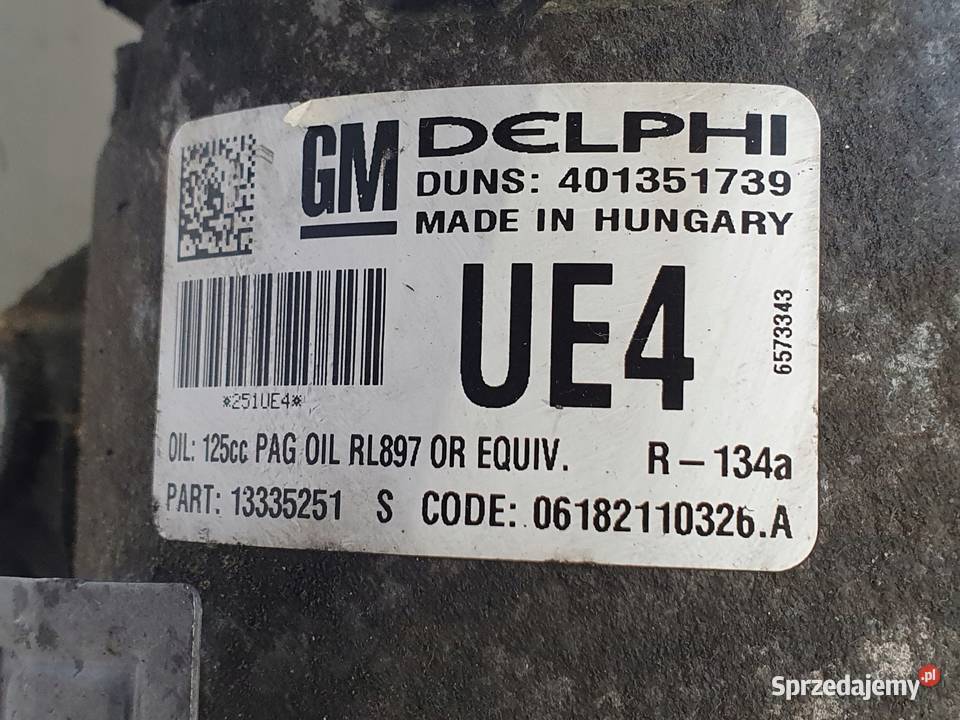 GM DELPHI
DUNS: 401351739
MADE IN HUNGARY
UE4
6573343
*251UE4*
OIL: 125cc PAG OIL RL897 OR EQUIV. R-134a
PART: 13335251 S CODE: 06182110326.A
Sprzedajemy.pl